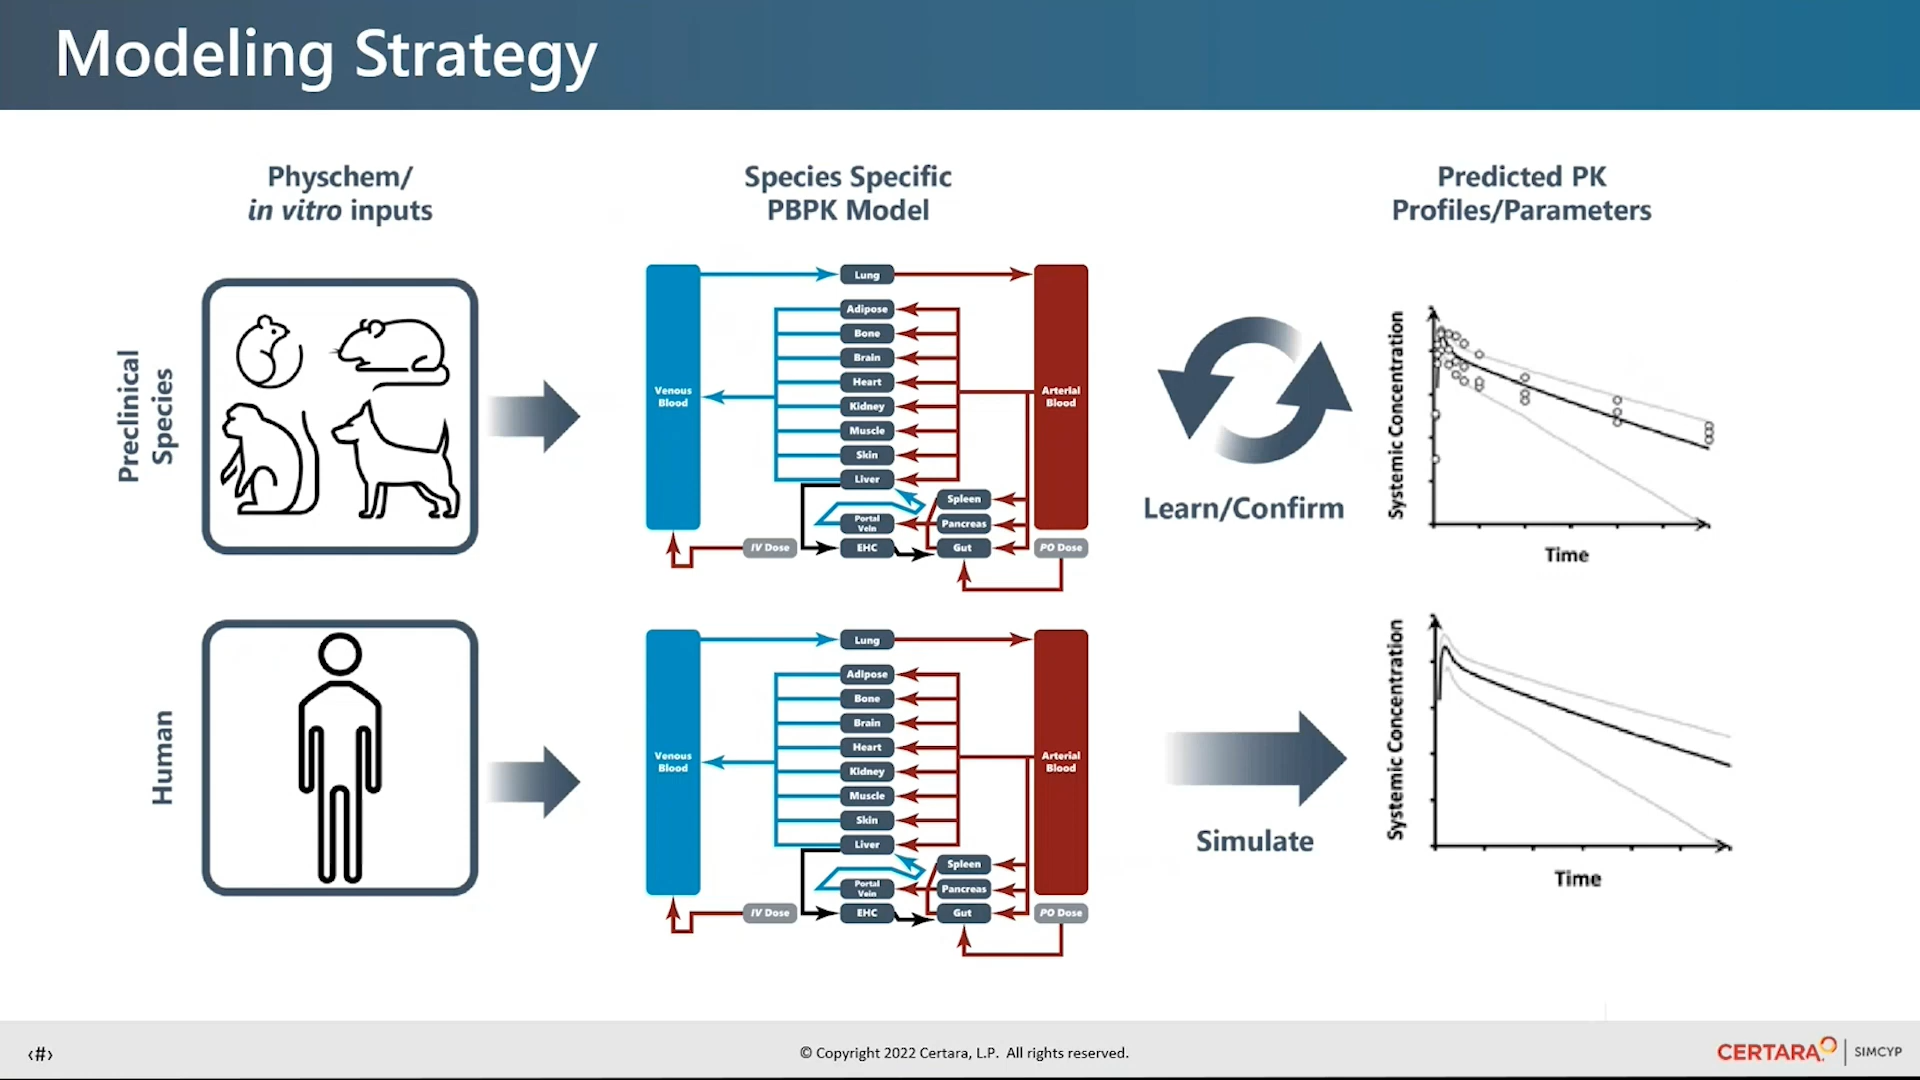 Modeling Strategy
Physchem/
in vitro inputs
Species Specific
PBPK Model
Predicted PK
Profiles/Parameters
Preclinical
Species
Venous
Blood
Lung
Adipose
Bone
Brain
Heart
Kidney
Muscle
Skin
Liver
Portal
Vein
EHC
Spleen
Pancreas
Gut
IV Dose
PO Dose
Arterial
Blood
Learn/Confirm
Systemic Concentration
Time
Human
Venous
Blood
Lung
Adipose
Bone
Brain
Heart
Kidney
Muscle
Skin
Liver
Portal
Vein
EHC
Spleen
Pancreas
Gut
IV Dose
PO Dose
Arterial
Blood
Simulate
Systemic Concentration
Time
‹#›
© Copyright 2022 Certara, L.P. All rights reserved.
CERTARA | SIMCYP